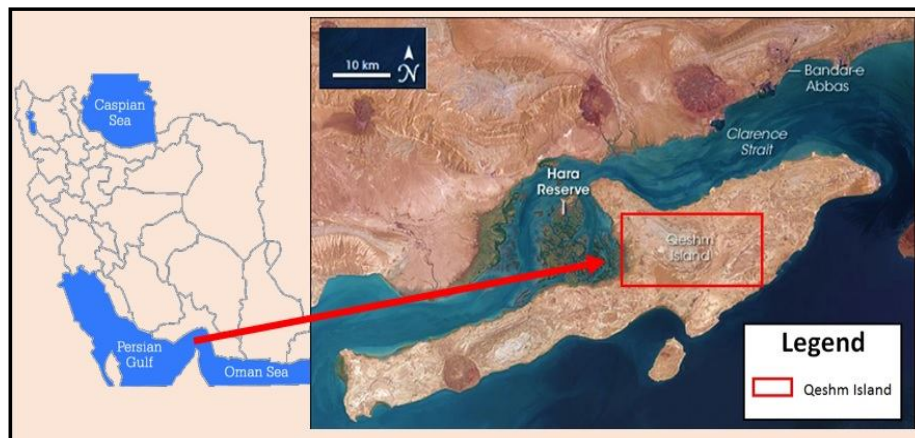 Caspian
Sea
Persian
Gulf
Oman Sea
10 km
N
Bandar-e
Abbas
Clarence
Strait
Hara
Reserve
Qeshm
Island
Legend
Qeshm Island